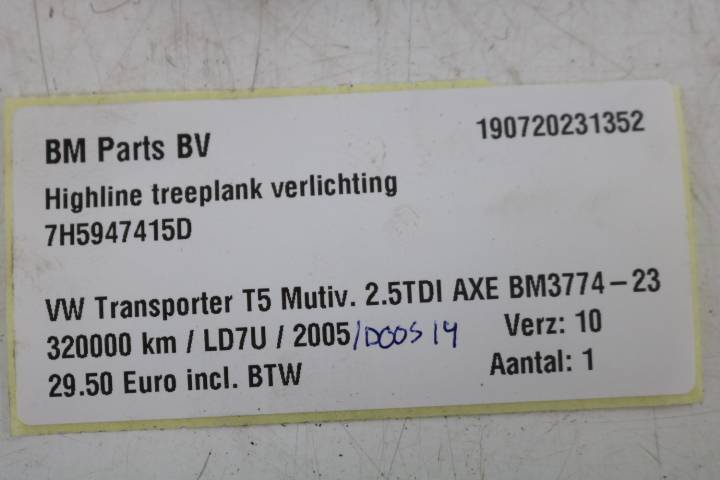 BM Parts BV 190720231352
Highline treeplank verlichting
7H5947415D
VW Transporter T5 Mutiv. 2.5TDI AXE BM3774-23
320000 km / LD7U / 2005 /DOOS 14 Verz: 10
29.50 Euro incl. BTW Aantal: 1